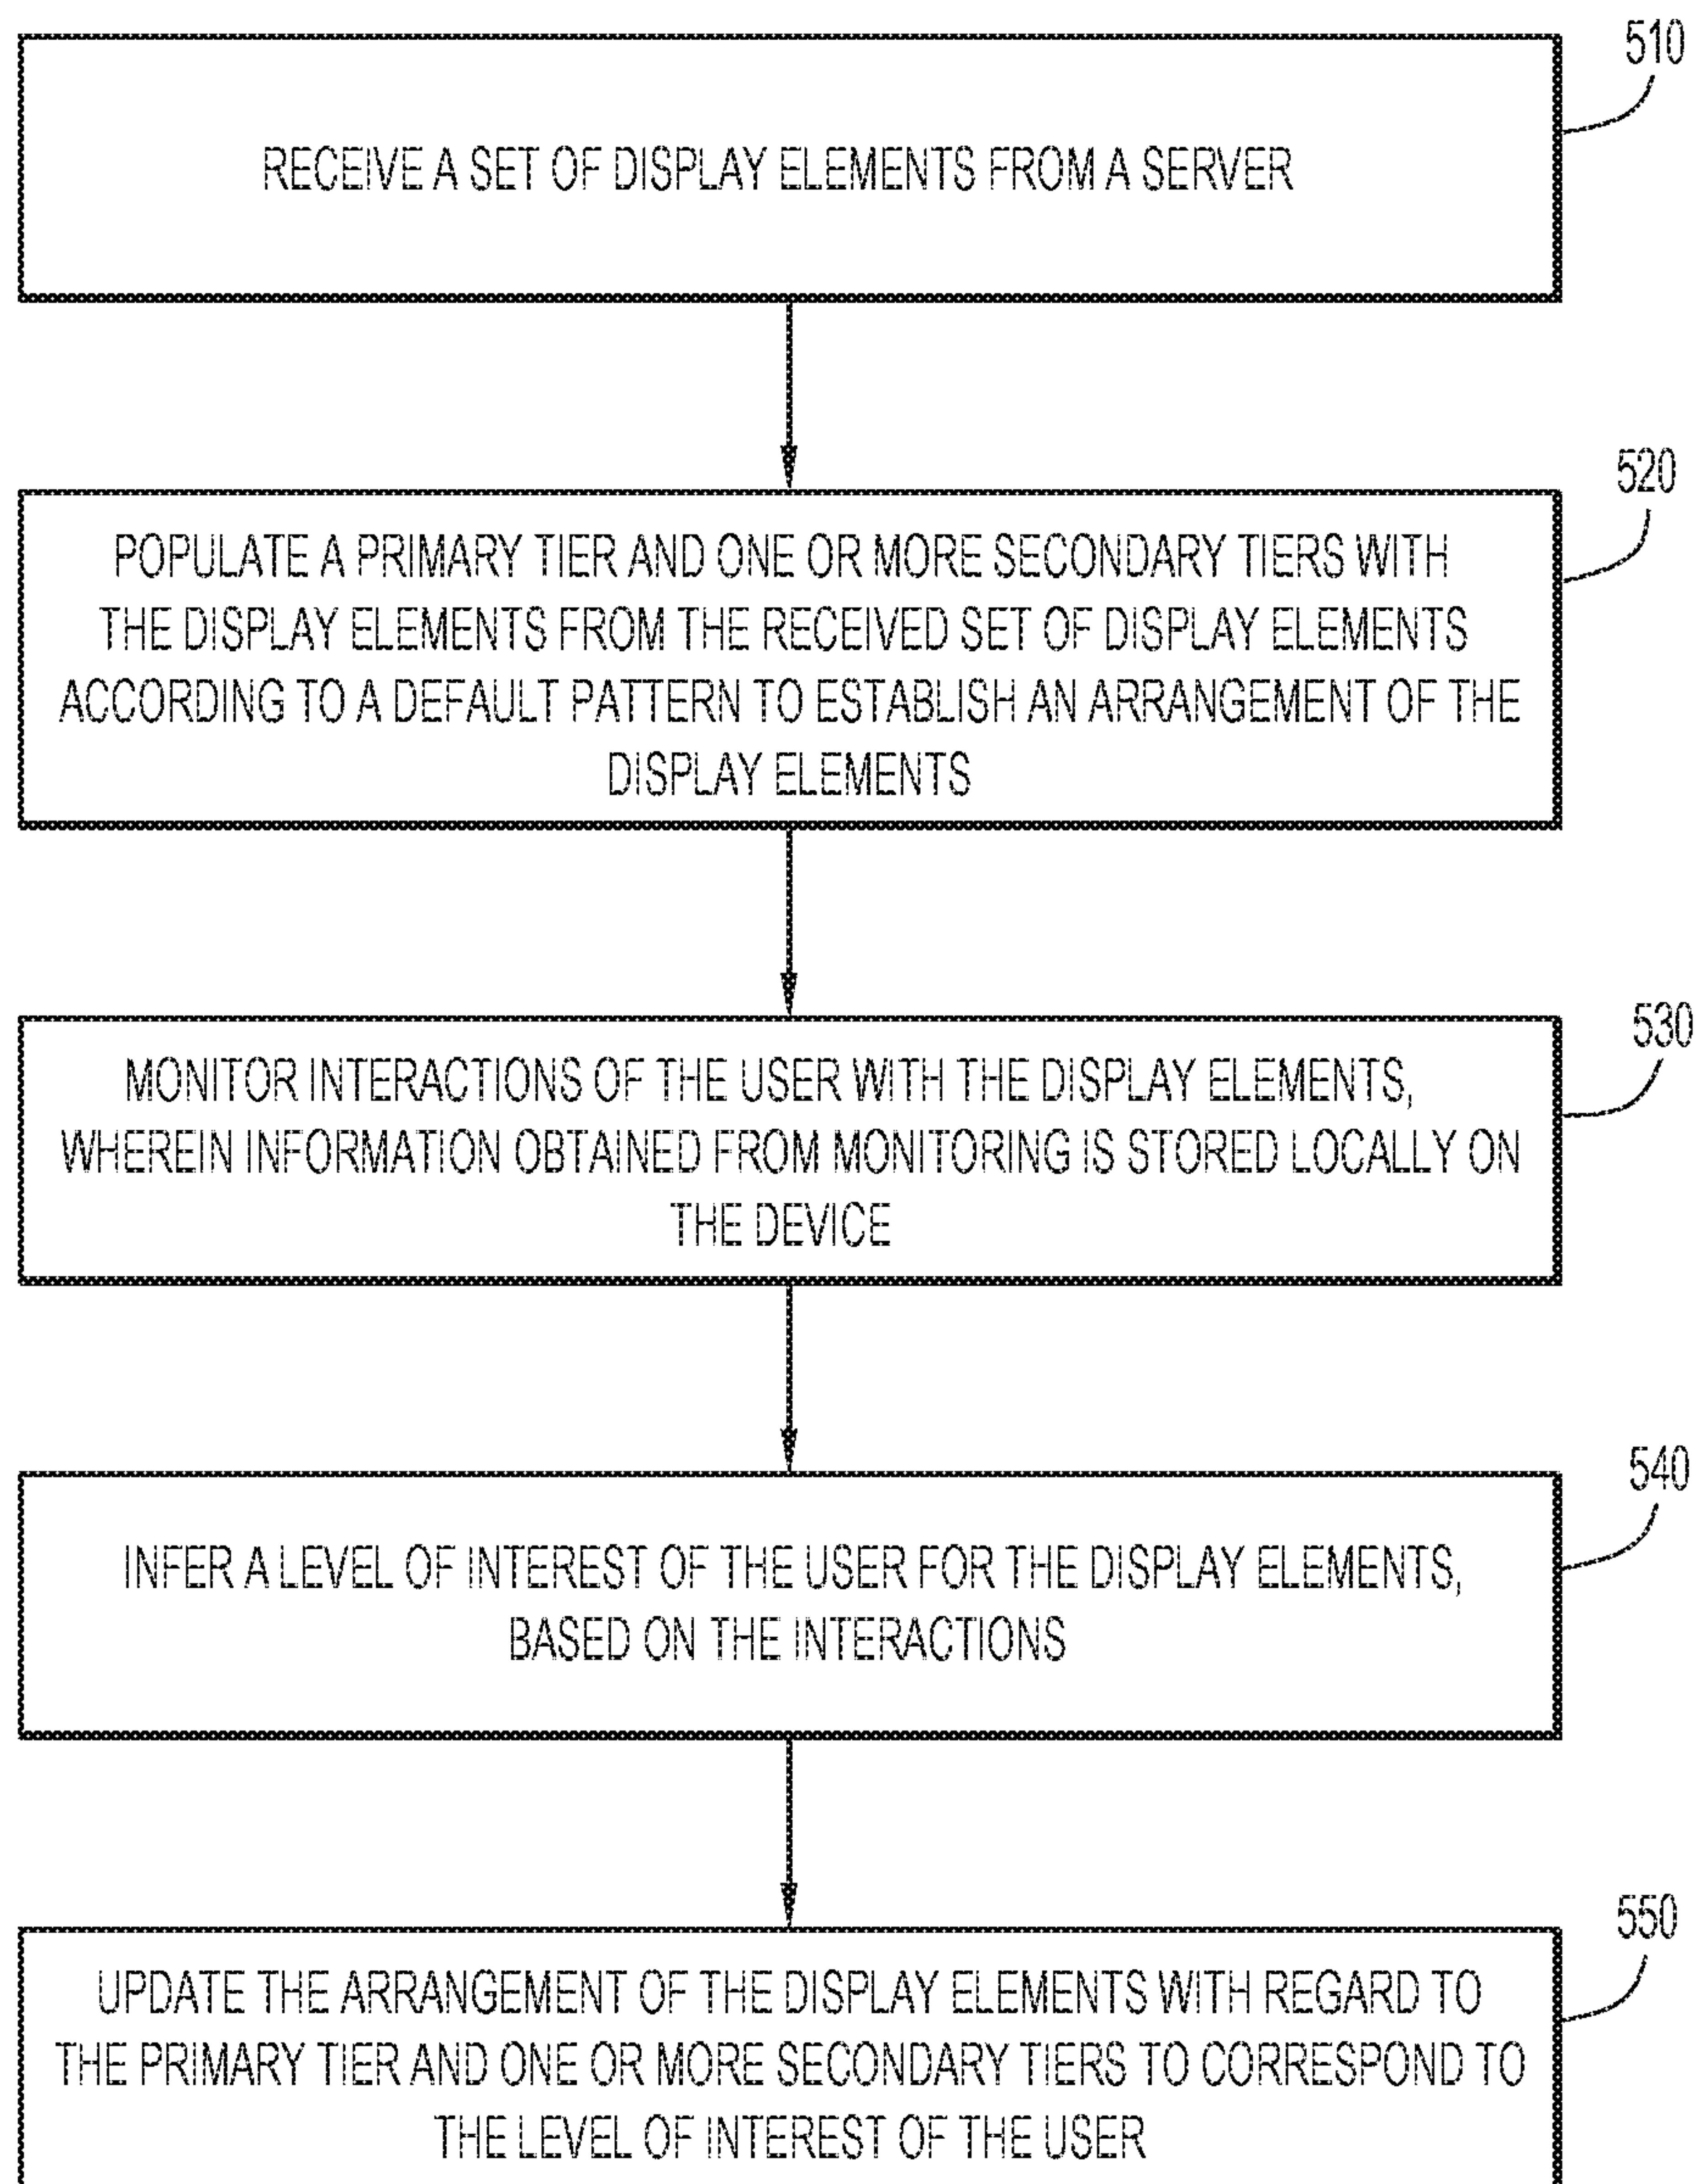 510
RECEIVE A SET OF DISPLAY ELEMENTS FROM A SERVER
520
POPULATE A PRIMARY TIER AND ONE OR MORE SECONDARY TIERS WITH
THE DISPLAY ELEMENTS FROM THE RECEIVED SET OF DISPLAY ELEMENTS
ACCORDING TO A DEFAULT PATTERN TO ESTABLISH AN ARRANGEMENT OF THE
DISPLAY ELEMENTS
530
MONITOR INTERACTIONS OF THE USER WITH THE DISPLAY ELEMENTS,
WHEREIN INFORMATION OBTAINED FROM MONITORING IS STORED LOCALLY ON
THE DEVICE
540
INFER A LEVEL OF INTEREST OF THE USER FOR THE DISPLAY ELEMENTS,
BASED ON THE INTERACTIONS
550
UPDATE THE ARRANGEMENT OF THE DISPLAY ELEMENTS WITH REGARD TO
THE PRIMARY TIER AND ONE OR MORE SECONDARY TIERS TO CORRESPOND TO
THE LEVEL OF INTEREST OF THE USER